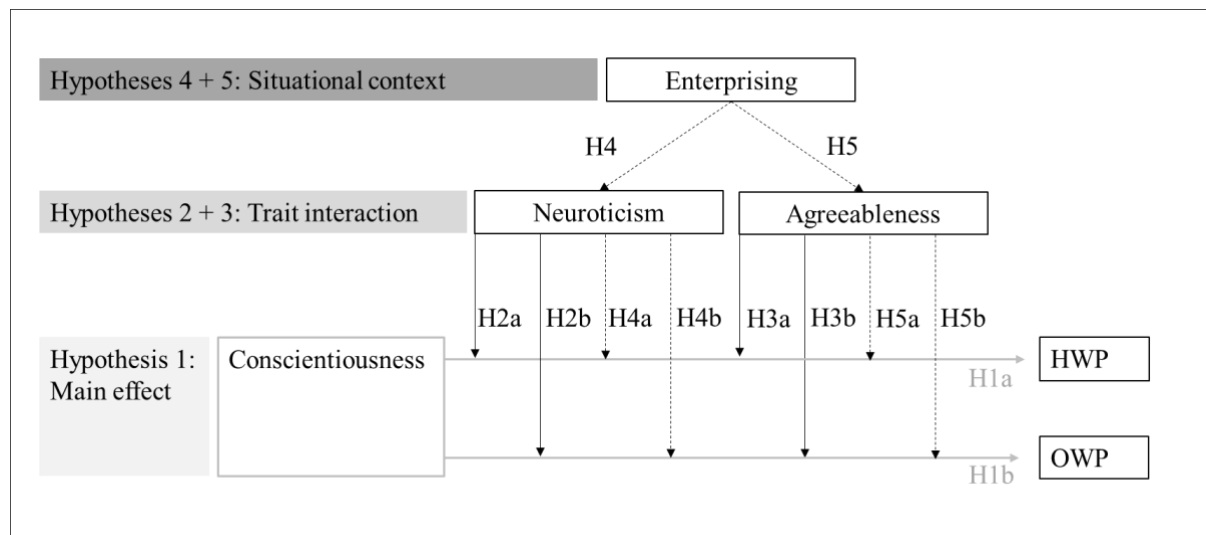 Hypotheses 4 + 5: Situational context
Enterprising
H4
H5
Hypotheses 2 + 3: Trait interaction
Neuroticism
Agreeableness
H2a
H2b
H4a
H4b
H3a
H3b
H5a
H5b
Hypothesis 1:
Main effect
Conscientiousness
HWP
H1a
OWP
H1b